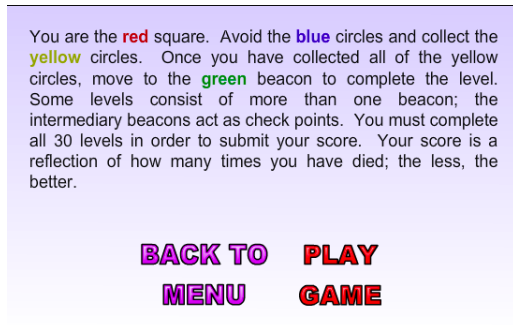 You are the red square. Avoid the blue circles and collect the
yellow circles. Once you have collected all of the yellow
circles, move to the green beacon to complete the level.
Some levels consist of more than one beacon; the
intermediary beacons act as check points. You must complete
all 30 levels in order to submit your score. Your score is a
reflection of how many times you have died; the less, the
better.
BACK TO
MENU
PLAY
GAME